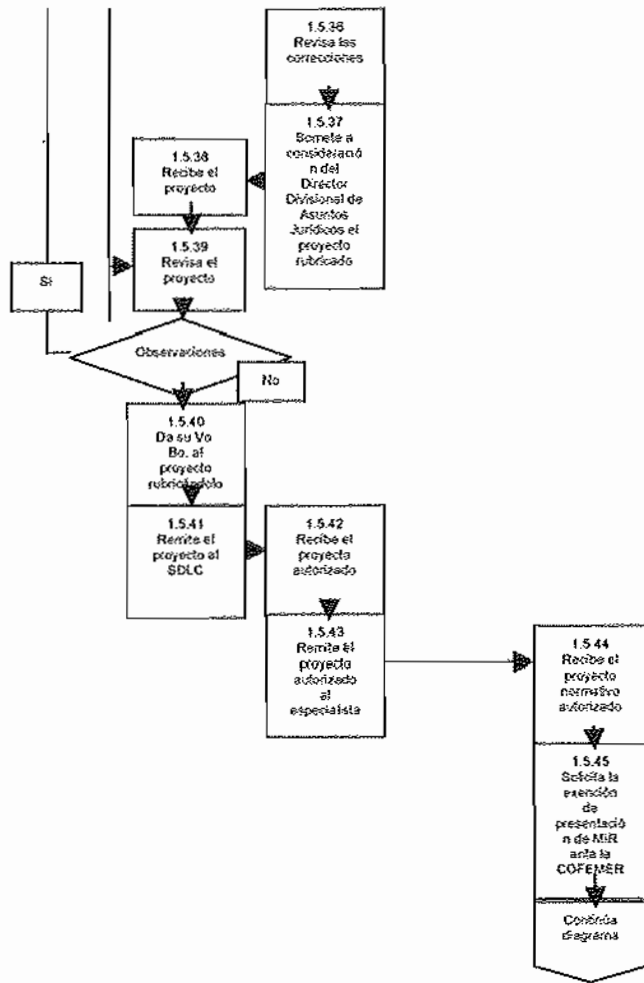 1.5.36
Revisa las
correcciones
1.5.37
Somete a
consideració
n del
Director
Divisional de
Asuntos
Jurídicos el
proyecto
rubricado
1.5.38
Recibe el
proyecto
1.5.39
Revisa el
proyecto
Si
Observaciones
No
1.5.40
Da su Vo
Bo. al
proyecto
rubricándolo
1.5.41
Remite el
proyecto al
SDLC
1.5.42
Recibe el
proyecto
autorizado
1.5.43
Remite el
proyecto
autorizado
al
especialista
1.5.44
Recibe el
proyecto
normativo
autorizado
1.5.45
Solicita la
exención
de
presentació
n de MIR
ante la
COFEMER
Continúa
diagrama